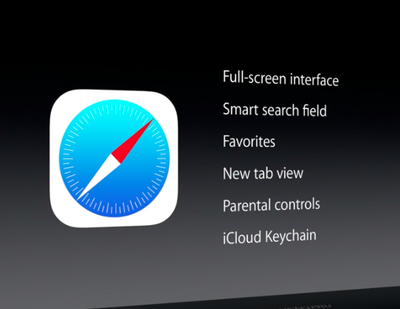 Full-screen interface
Smart search field
Favorites
New tab view
Parental controls
iCloud Keychain